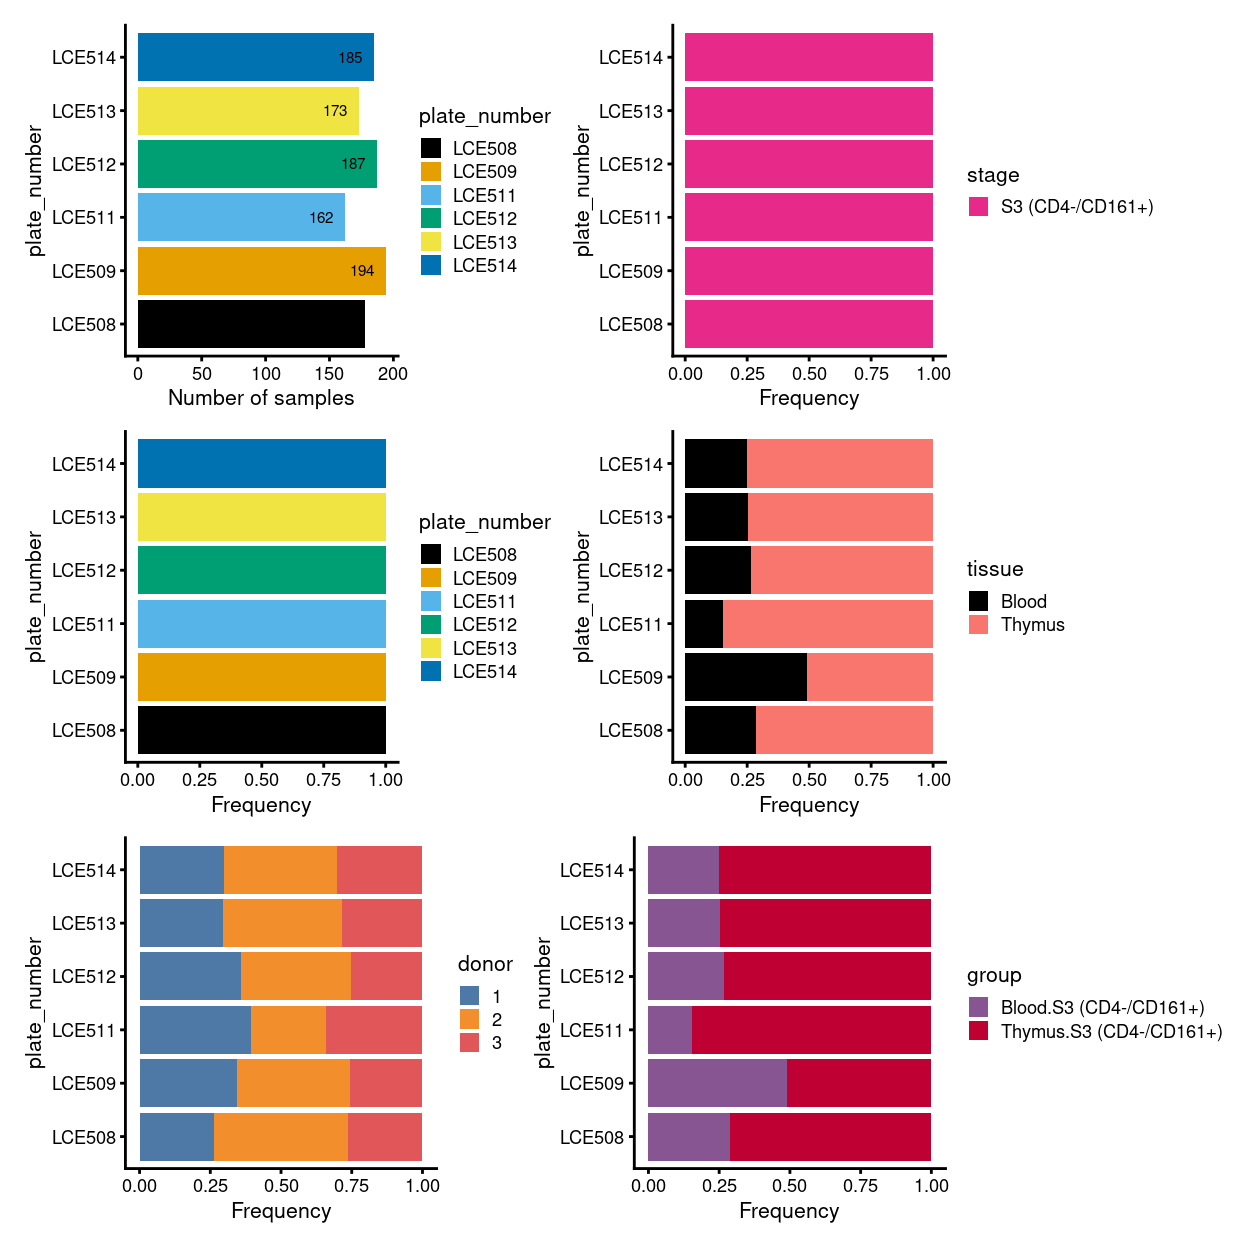 plate_number
LCE514
LCE513
LCE512
LCE511
LCE509
LCE508
185
173
187
162
194
0 50 100 150 200
Number of samples
plate_number
LCE508
LCE509
LCE511
LCE512
LCE513
LCE514
plate_number
LCE514
LCE513
LCE512
LCE511
LCE509
LCE508
0.00 0.25 0.50 0.75 1.00
Frequency
stage
S3 (CD4-/CD161+)
plate_number
LCE514
LCE513
LCE512
LCE511
LCE509
LCE508
0.00 0.25 0.50 0.75 1.00
Frequency
plate_number
LCE508
LCE509
LCE511
LCE512
LCE513
LCE514
plate_number
LCE514
LCE513
LCE512
LCE511
LCE509
LCE508
0.00 0.25 0.50 0.75 1.00
Frequency
tissue
Blood
Thymus
plate_number
LCE514
LCE513
LCE512
LCE511
LCE509
LCE508
0.00 0.25 0.50 0.75 1.00
Frequency
donor
1
2
3
plate_number
LCE514
LCE513
LCE512
LCE511
LCE509
LCE508
0.00 0.25 0.50 0.75 1.00
Frequency
group
Blood.S3 (CD4-/CD161+)
Thymus.S3 (CD4-/CD161+)